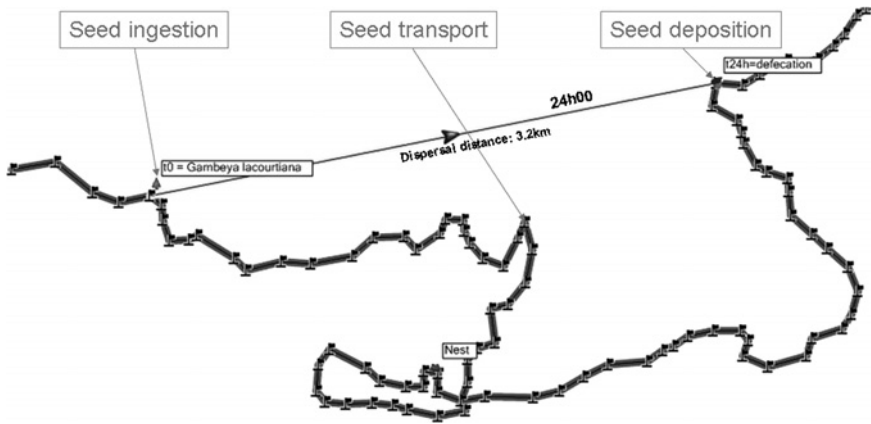 Seed ingestion
Seed transport
Seed deposition
t24h=defecation
24h00
Dispersal distance: 3.2km
t0 = Gambeya lacourtiana
Nest